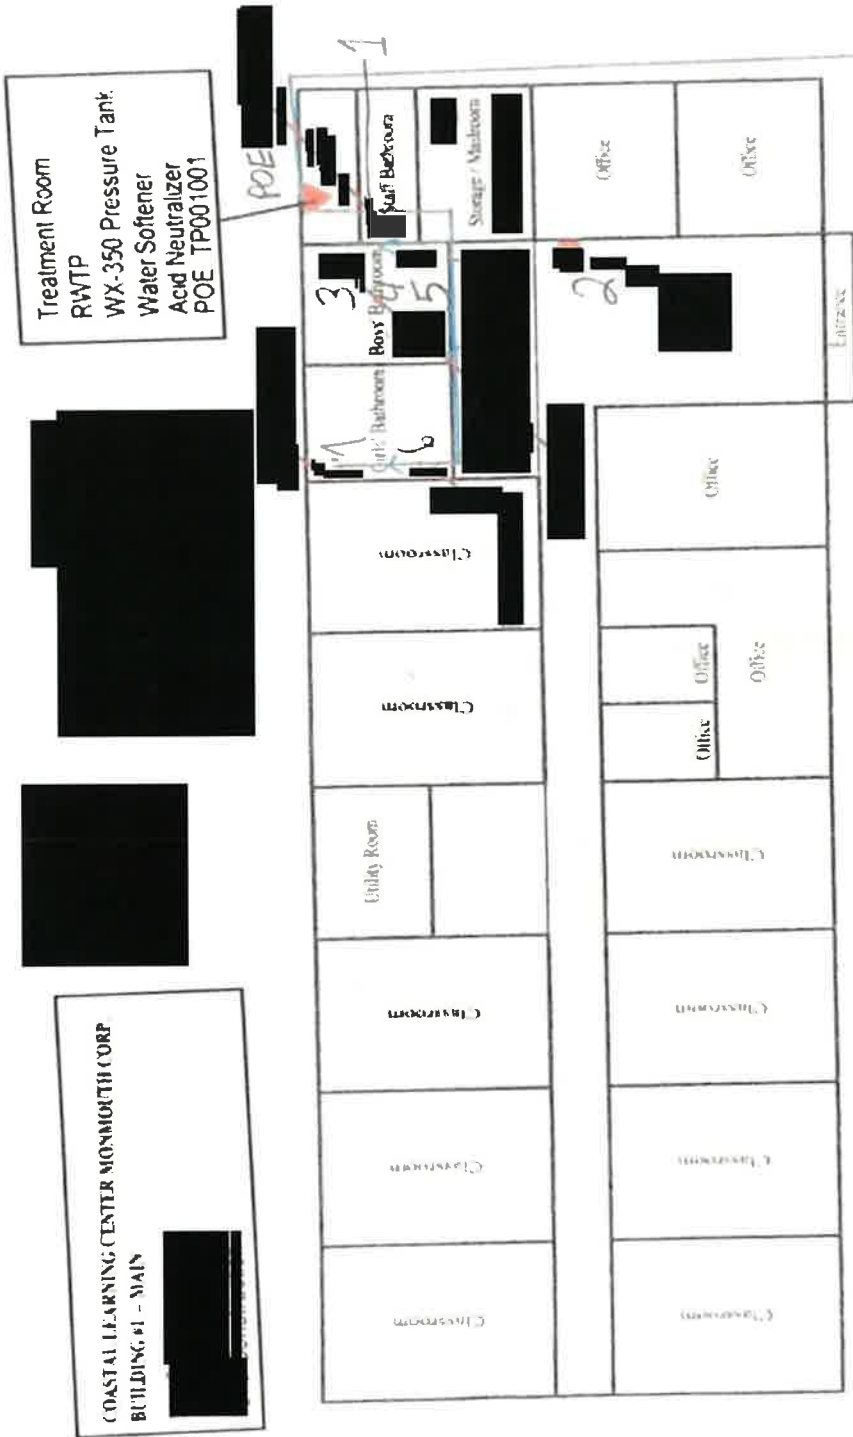 Treatment Room
RWTP
WX-350 Pressure Tank
Water Softener
Acid Neutralizer
POE TP001001
POE
1
Staff Bathroom
Storage / Mudroom
Office
Office
3
4
5
Boys' Bathroom
2
Entrance
7
Girls' Bathroom
6
Classroom
Office
Classroom
Office
Office
Office
Utility Room
Classroom
Classroom
Classroom
Classroom
Classroom
Classroom
Classroom
COASTAL LEARNING CENTER MONMOUTH CORP
BUILDING #1 – MAIN